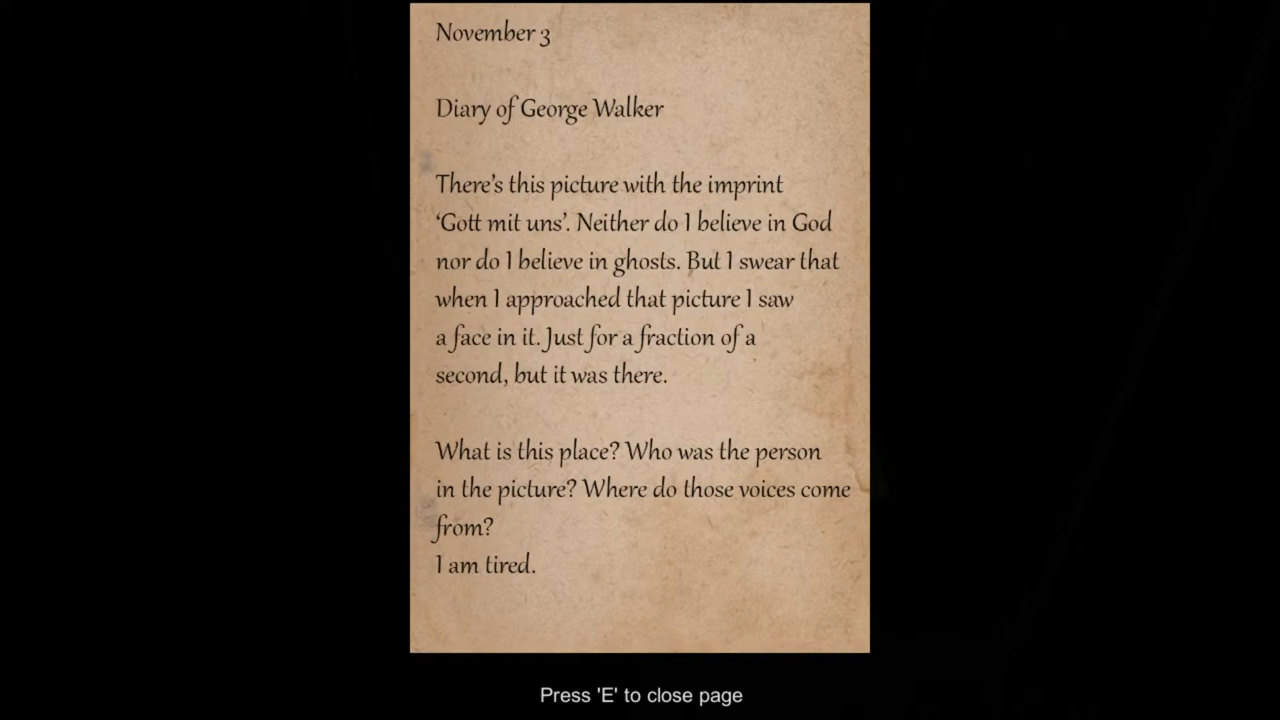 November 3
Diary of George Walker
There's this picture with the imprint
‘Gott mit uns’. Neither do I believe in God
nor do I believe in ghosts. But I swear that
when I approached that picture I saw
a face in it. Just for a fraction of a
second, but it was there.
What is this place? Who was the person
in the picture? Where do those voices come
from?
I am tired.
Press 'E' to close page